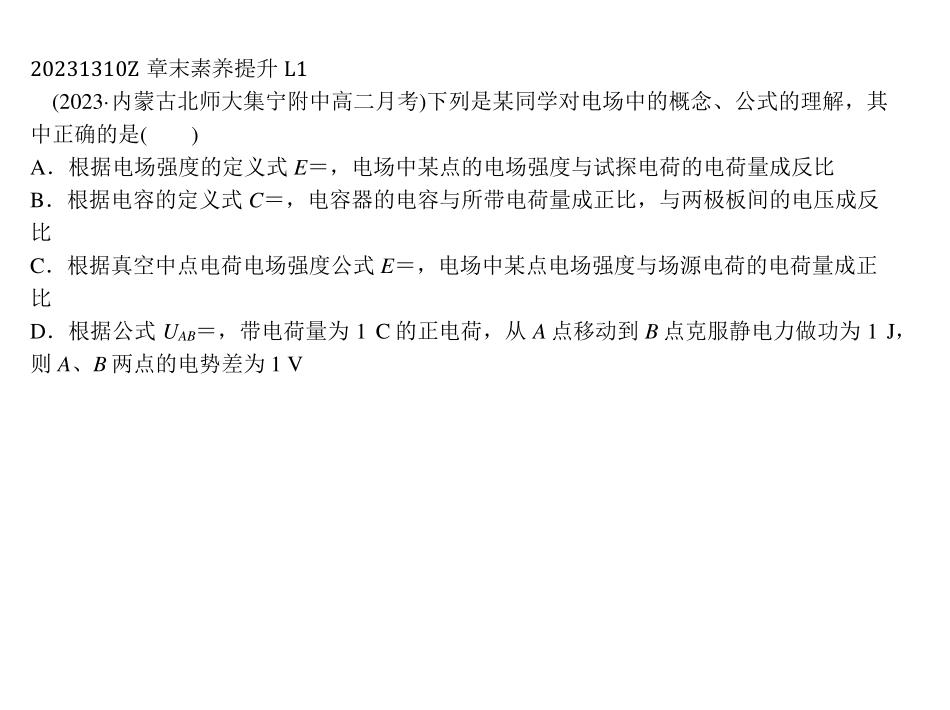 20231310Z 章末素养提升 L1
(2023·内蒙古北师大集宁附中高二月考)下列是某同学对电场中的概念、公式的理解，其
中正确的是(　　)
A．根据电场强度的定义式 E＝，电场中某点的电场强度与试探电荷的电荷量成反比
B．根据电容的定义式 C＝，电容器的电容与所带电荷量成正比，与两极板间的电压成反
比
C．根据真空中点电荷电场强度公式 E＝，电场中某点电场强度与场源电荷的电荷量成正
比
D．根据公式 UAB＝，带电荷量为 1 C 的正电荷，从 A 点移动到 B 点克服静电力做功为 1 J，
则 A、B 两点的电势差为 1 V